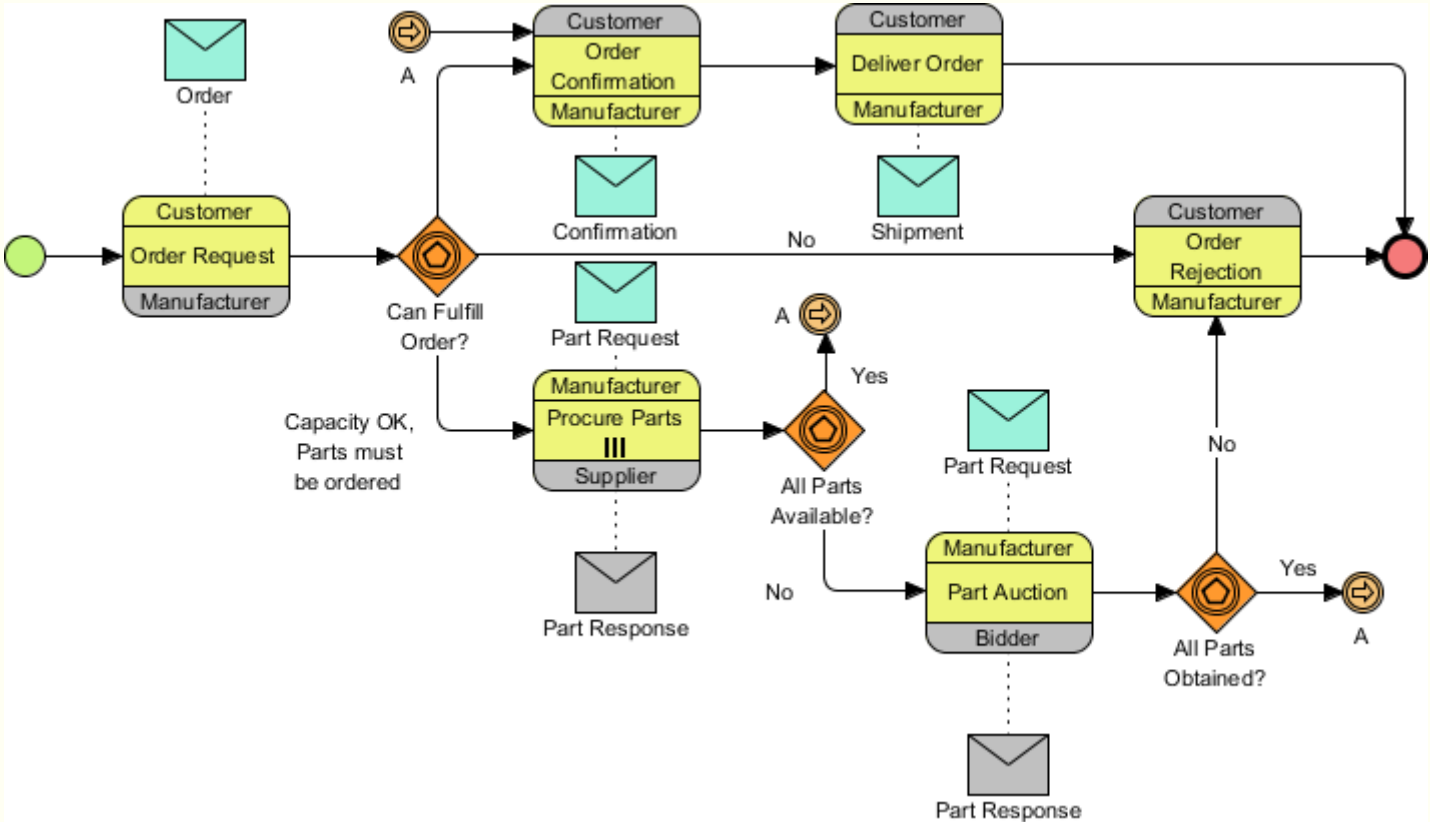 Order
Customer
Order Request
Manufacturer
Can Fulfill
Order?
A
Customer
Order
Confirmation
Manufacturer
Confirmation
Customer
Deliver Order
Manufacturer
Shipment
No
Customer
Order
Rejection
Manufacturer
Capacity OK,
Parts must
be ordered
Part Request
Manufacturer
Procure Parts
Supplier
Part Response
A
Yes
All Parts
Available?
No
Part Request
Manufacturer
Part Auction
Bidder
Part Response
No
Yes
All Parts
Obtained?
A